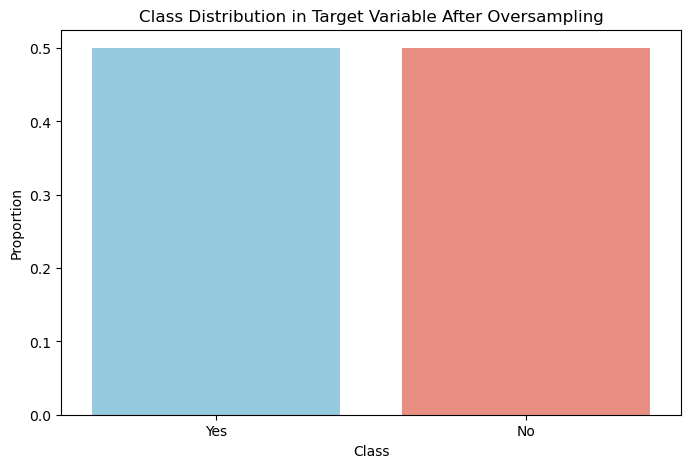 Class Distribution in Target Variable After Oversampling
0.5
0.4
0.3
0.2
0.1
0.0
Proportion
Yes No
Class